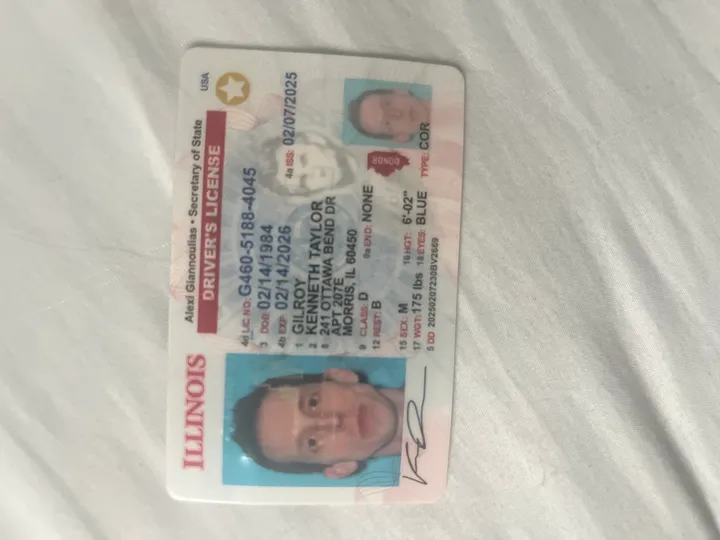 ILLINOIS
Alexi Giannoulias • Secretary of State
USA
DRIVER'S LICENSE
4d LIC NO: G460-5188-4045
3 DOB: 02/14/1984
4b EXP: 02/14/2026
4a ISS: 02/07/2025
1 GILROY
2 KENNETH TAYLOR
8 241 OTTAWA BEND DR
APT 207E
MORRIS, IL 60450
9 CLASS: D
9a END: NONE
12 REST: B
DONOR
TYPE: COR
15 SEX: M
16 HGT: 6'-02"
17 WGT: 175 lbs
18 EYES: BLUE
5 DD 20250207230BV2669